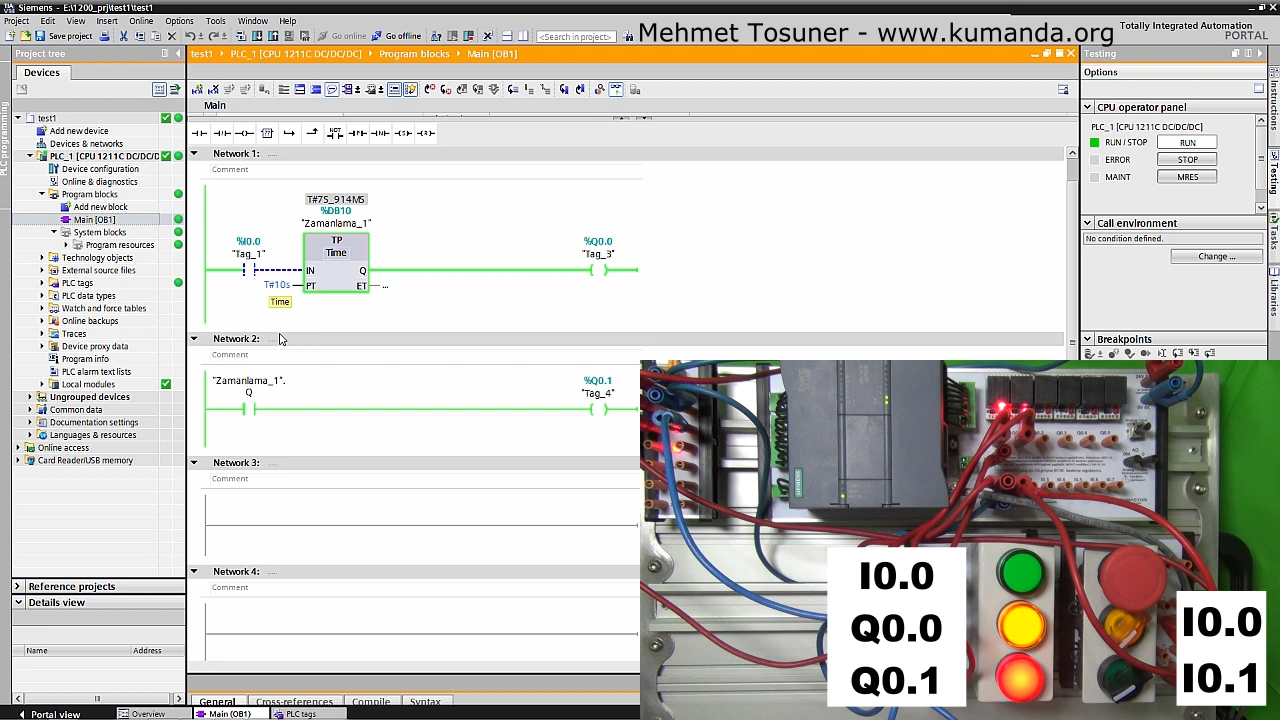 Siemens - E:\1200_prj\test1\test1
Project Edit View Insert Online Options Tools Window Help
Mehmet Tosuner - www.kumanda.org
Totally Integrated Automation
PORTAL
Save project
Go online
Go offline
<Search in project>
Project tree
test1 PLC_1 [CPU 1211C DC/DC/DC] Program blocks Main [OB1]
Testing
Devices
Options
Main
test1
Add new device
Devices & networks
PLC_1 [CPU 1211C DC/DC/D
Device configuration
Online & diagnostics
Program blocks
Add new block
Main [OB1]
System blocks
Program resources
Technology objects
External source files
PLC tags
PLC data types
Watch and force tables
Online backups
Traces
Device proxy data
Program info
PLC alarm text lists
Local modules
Ungrouped devices
Common data
Documentation settings
Languages & resources
Online access
Card Reader/USB memory
Reference projects
Details view
Name Address
Network 1: .....
Comment
T#7S_914MS
%DB10
"Zamanlama_1"
TP
Time
%I0.0
"Tag_1"
IN Q
T#10s PT ET ...
Time
%Q0.0
"Tag_3"
Network 2: .....
Comment
"Zamanlama_1".
Q
%Q0.1
"Tag_4"
Network 3: .....
Comment
Network 4: .....
Comment
General Cross-references Compile Syntax
CPU operator panel
PLC_1 [CPU 1211C DC/DC/DC]
RUN / STOP RUN
ERROR STOP
MAINT MRES
Call environment
No condition defined.
Change ...
Breakpoints
PLC programming
Instructions
Testing
Tasks
Libraries
I0.0
Q0.0
Q0.1
I0.0
I0.1
Portal view Overview Main (OB1) PLC tags